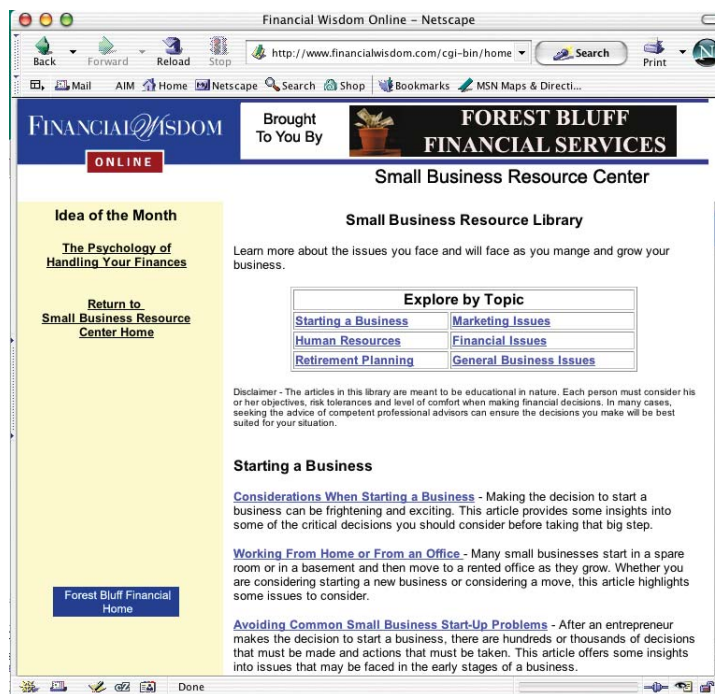 Financial Wisdom Online – Netscape
Back
Forward
Reload
Stop
http://www.financialwisdom.com/cgi-bin/home
Search
Print
N
Mail AIM Home Netscape Search Shop Bookmarks MSN Maps & Directi...
FINANCIAL WISDOM
ONLINE
Brought
To You By
FOREST BLUFF
FINANCIAL SERVICES
Small Business Resource Center
Idea of the Month
The Psychology of
Handling Your Finances
Return to
Small Business Resource
Center Home
Forest Bluff Financial
Home
Small Business Resource Library
Learn more about the issues you face and will face as you mange and grow your
business.
Explore by Topic
Starting a Business Marketing Issues
Human Resources Financial Issues
Retirement Planning General Business Issues
Disclaimer - The articles in this library are meant to be educational in nature. Each person must consider his
or her objectives, risk tolerances and level of comfort when making financial decisions. In many cases,
seeking the advice of competent professional advisors can ensure the decisions you make will be best
suited for your situation.
Starting a Business
Considerations When Starting a Business - Making the decision to start a
business can be frightening and exciting. This article provides some insights into
some of the critical decisions you should consider before taking that big step.
Working From Home or From an Office - Many small businesses start in a spare
room or in a basement and then move to a rented office as they grow. Whether you
are considering starting a new business or considering a move, this article highlights
some issues to consider.
Avoiding Common Small Business Start-Up Problems - After an entrepreneur
makes the decision to start a business, there are hundreds or thousands of decisions
that must be made and actions that must be taken. This article offers some insights
into issues that may be faced in the early stages of a business.
Done